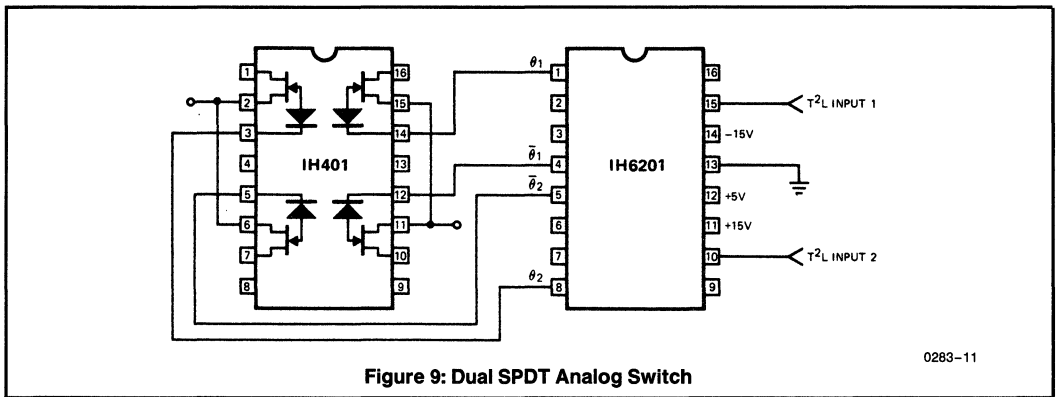 1
2
3
4
5
6
7
8
16
15
14
13
12
11
10
9
IH401
θ1
θ̄1
θ̄2
θ2
1
2
3
4
5
6
7
8
IH6201
16
15
14
13
12
11
10
9
T²L INPUT 1
-15V
+5V
+15V
T²L INPUT 2
0283–11
Figure 9: Dual SPDT Analog Switch